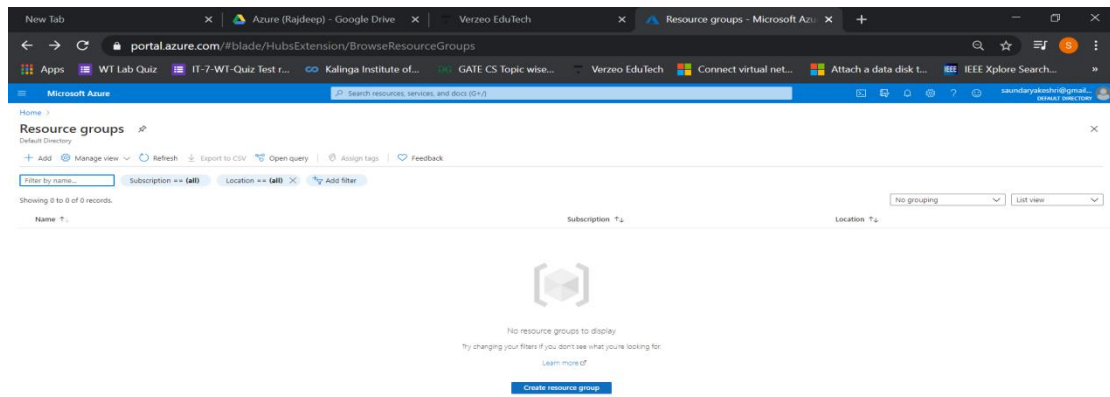 New Tab
Azure (Rajdeep) - Google Drive
Verzeo EduTech
Resource groups - Microsoft Azu
portal.azure.com/#blade/HubsExtension/BrowseResourceGroups
S
Apps
WT Lab Quiz
IT-7-WT-Quiz Test r...
Kalinga Institute of...
GATE CS Topic wise...
Verzeo EduTech
Connect virtual net...
Attach a data disk t...
IEEE Xplore Search...
»
Microsoft Azure
Search resources, services, and docs (G+/)
saundaryakeshri@gmail...
DEFAULT DIRECTORY
Home >
Resource groups
Default Directory
+ Add
Manage view
Refresh
Export to CSV
Open query
Assign tags
Feedback
Filter by name...
Subscription == (all)
Location == (all)
Add filter
Showing 0 to 0 of 0 records.
No grouping
List view
Name
Subscription
Location
No resource groups to display
Try changing your filters if you don't see what you're looking for.
Learn more
Create resource group